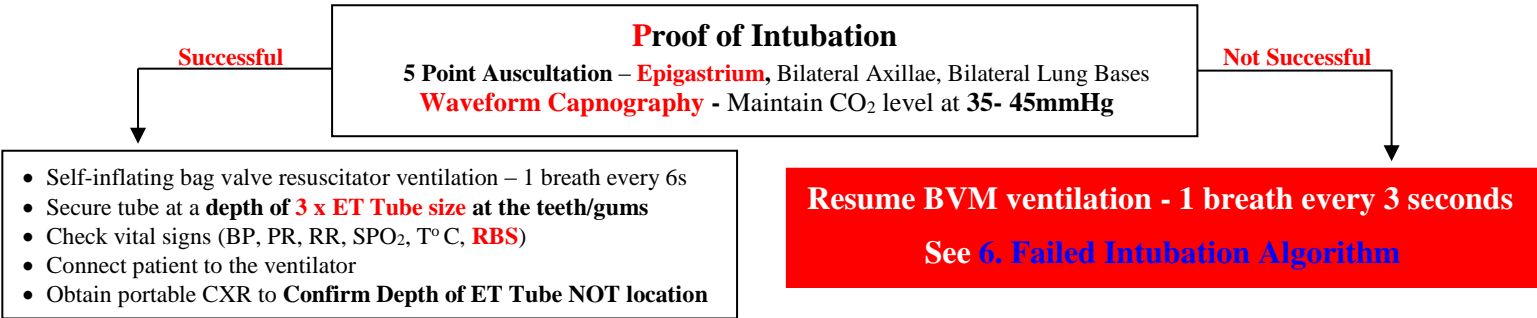 Proof of Intubation
Successful
Not Successful
5 Point Auscultation – Epigastrium, Bilateral Axillae, Bilateral Lung Bases
Waveform Capnography - Maintain CO₂ level at 35- 45mmHg
• Self-inflating bag valve resuscitator ventilation – 1 breath every 6s
• Secure tube at a depth of 3 x ET Tube size at the teeth/gums
• Check vital signs (BP, PR, RR, SPO₂, Tº C, RBS)
• Connect patient to the ventilator
• Obtain portable CXR to Confirm Depth of ET Tube NOT location
Resume BVM ventilation - 1 breath every 3 seconds
See 6. Failed Intubation Algorithm